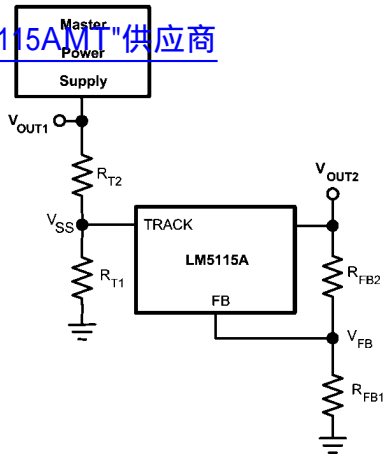 Master
115AMT"供应商
Power
Supply
VOUT1
RT2
VOUT2
VSS
TRACK
LM5115A
RT1
RFB2
FB
VFB
RFB1